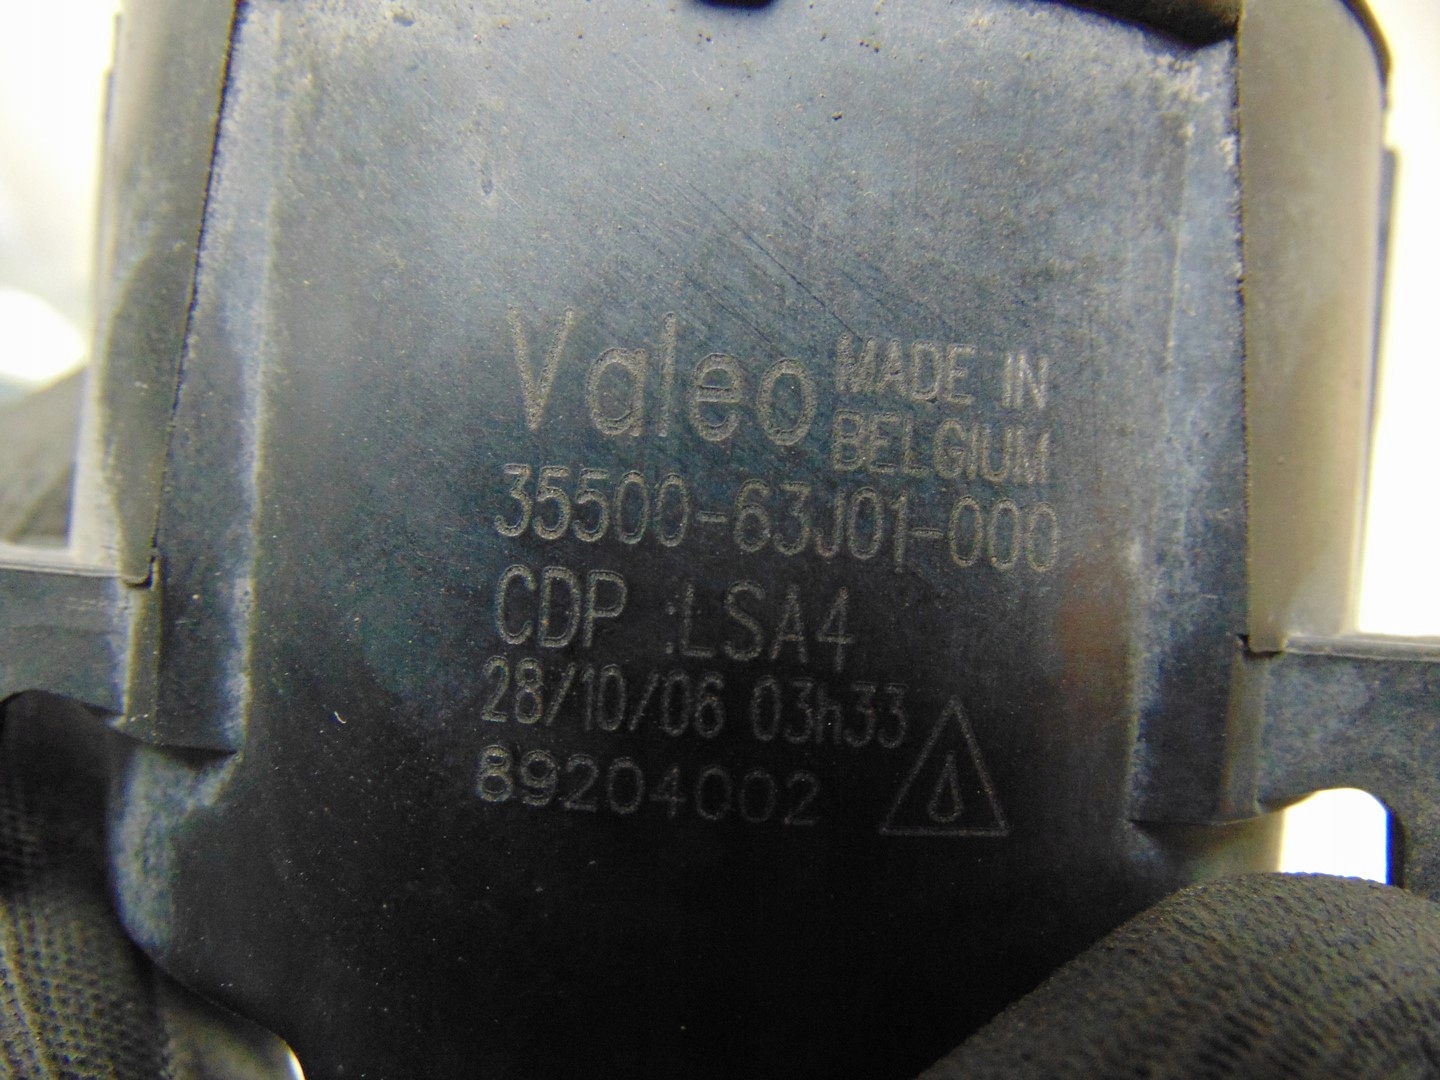 Valeo MADE IN
BELGIUM
35500-63J01-000
CDP :LSA4
28/10/06 03h33
89204002